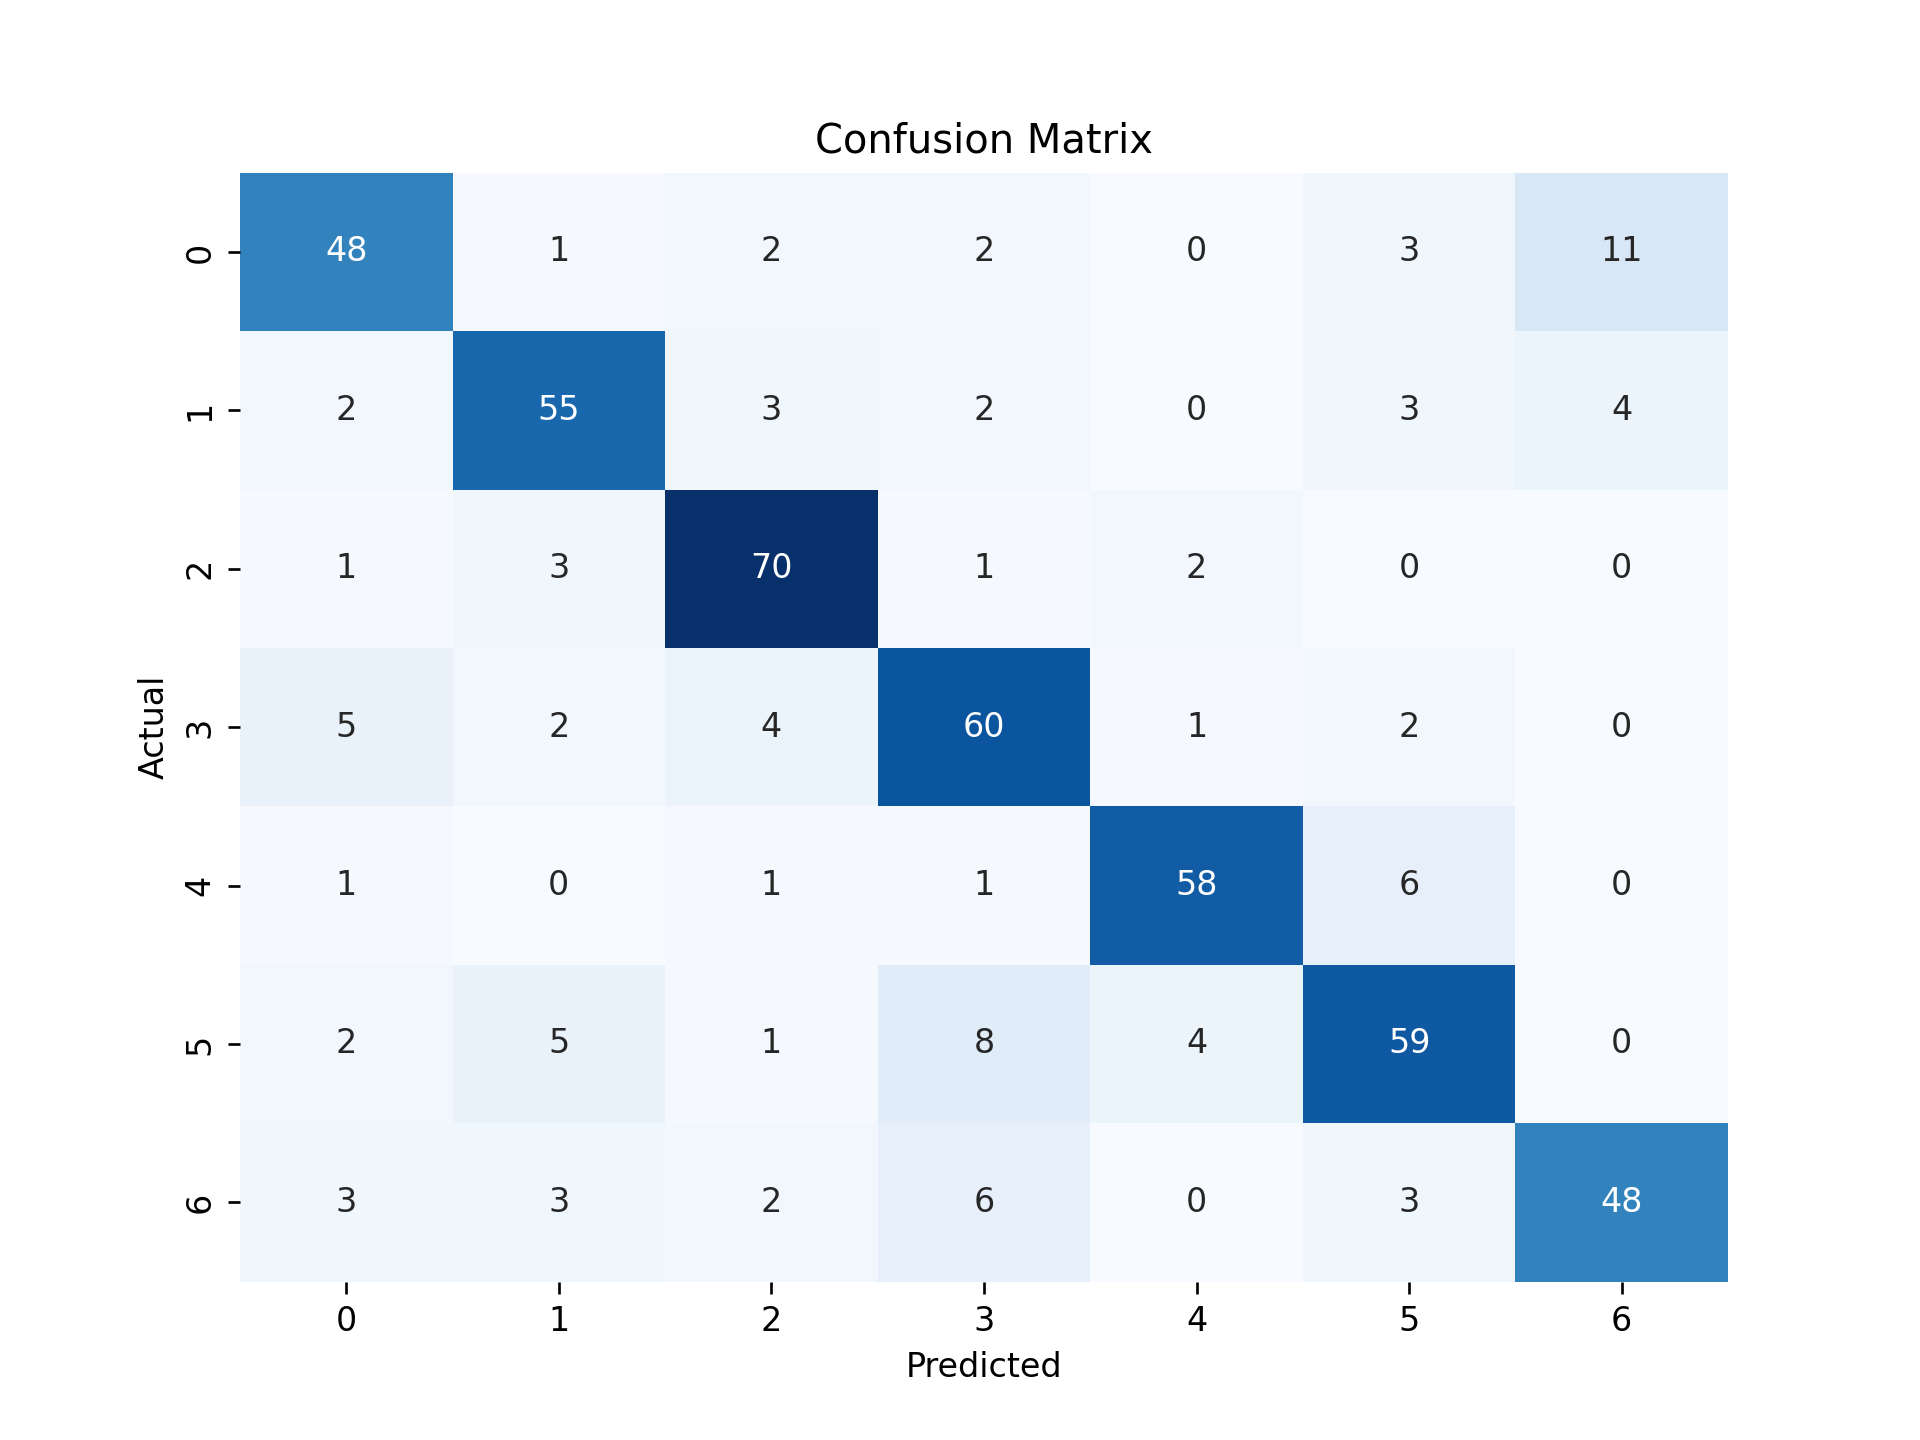 Confusion Matrix
0 48 1 2 2 0 3 11
1 2 55 3 2 0 3 4
2 1 3 70 1 2 0 0
3 5 2 4 60 1 2 0
4 1 0 1 1 58 6 0
5 2 5 1 8 4 59 0
6 3 3 2 6 0 3 48
0 1 2 3 4 5 6
Predicted
Actual